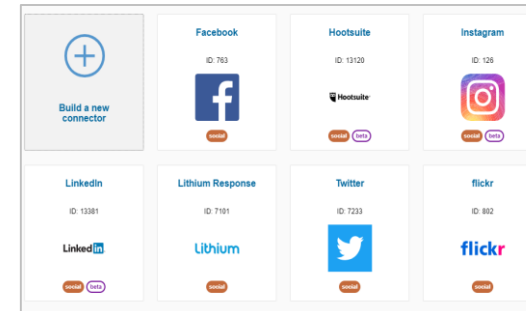 Facebook
Hootsuite
Instagram
ID: 763
ID: 13120
ID: 126
f
Hootsuite
Build a new
connector
social
social beta
social beta
LinkedIn
Lithium Response
Twitter
flickr
ID: 13381
ID: 7101
ID: 7233
ID: 802
Linked in
Lithium
flickr
social beta
social
social
social